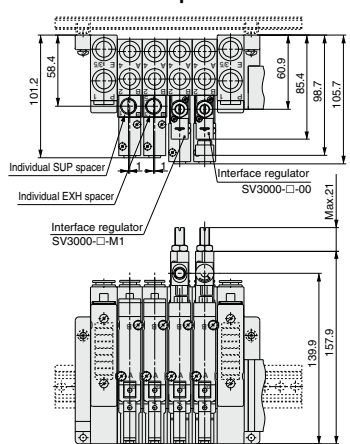 101.2
58.4
60.9
85.4
98.7
105.7
Individual SUP spacer
1
1
Individual EXH spacer
Interface regulator
SV3000-□-00
Interface regulator
SV3000-□-M1
Max.21
139.9
157.9